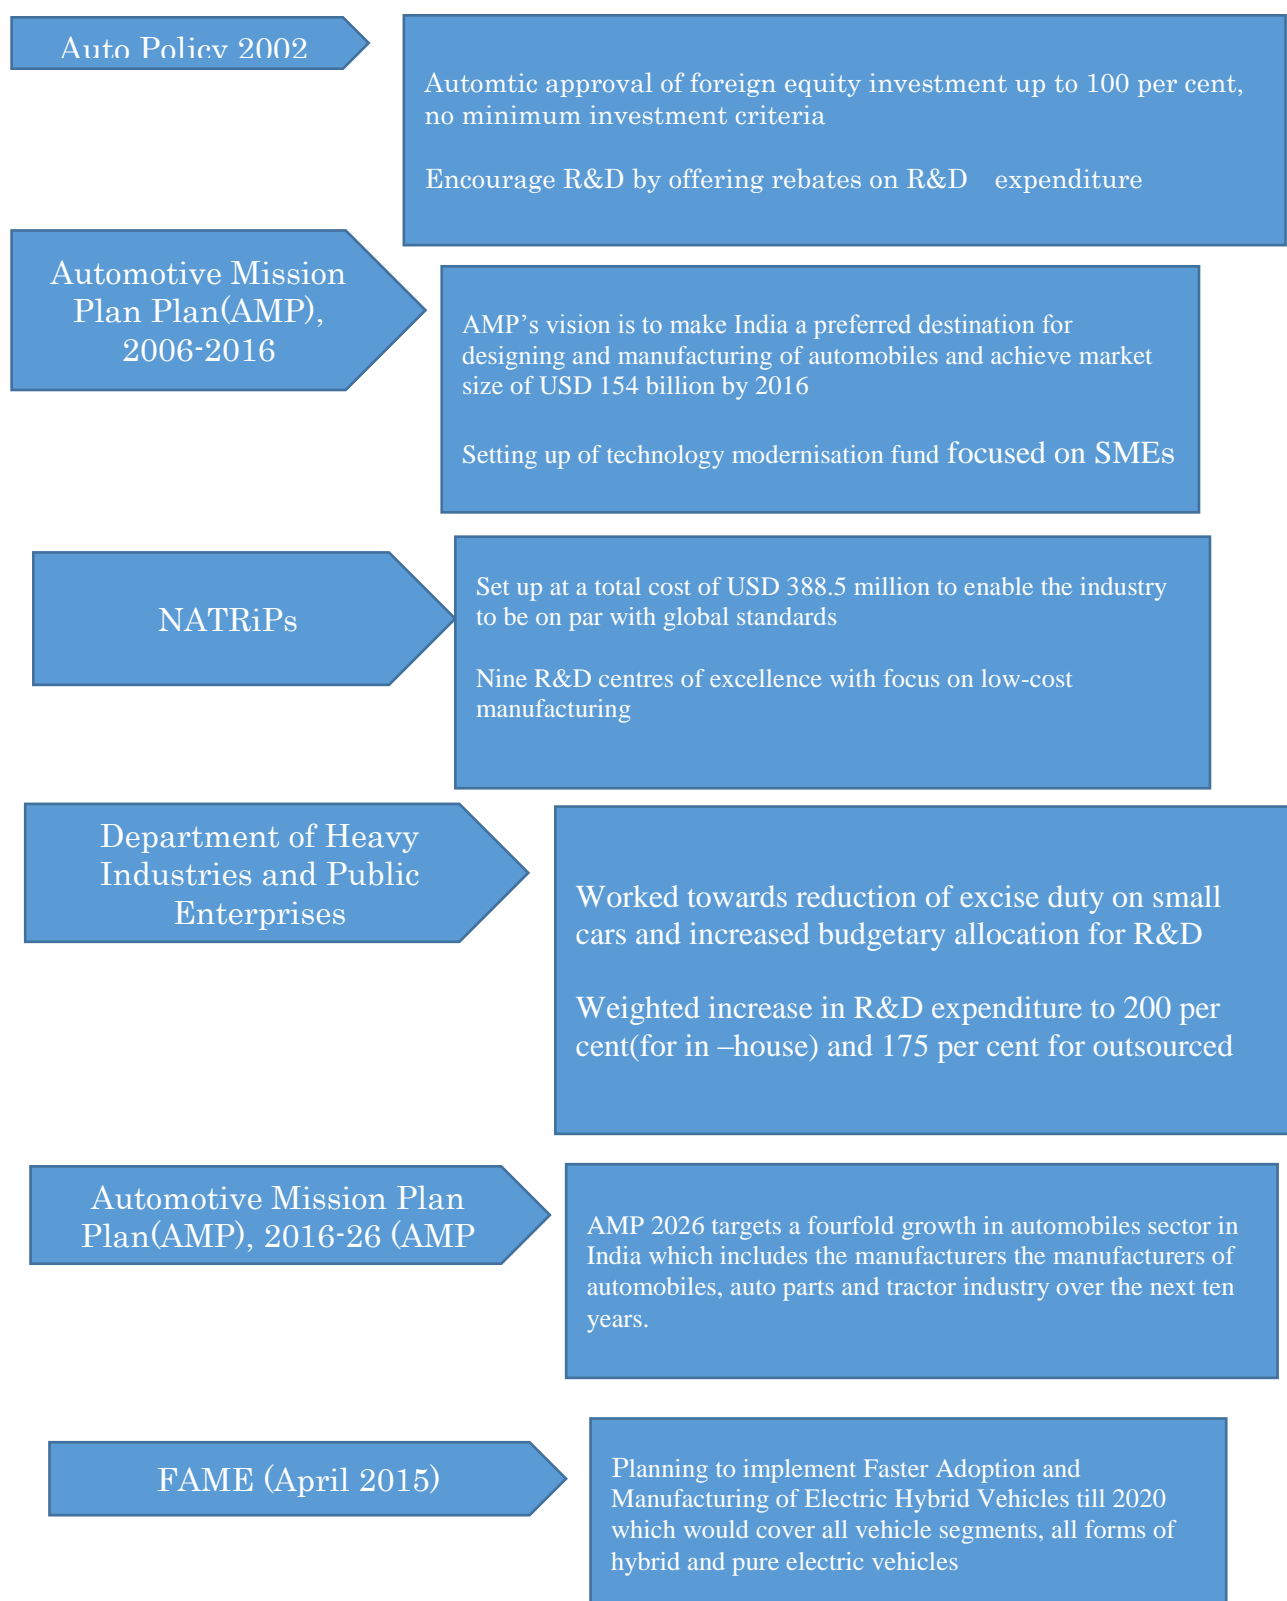 Auto Policy 2002
Automtic approval of foreign equity investment up to 100 per cent,
no minimum investment criteria
Encourage R&D by offering rebates on R&D expenditure
Automotive Mission
Plan Plan(AMP),
2006-2016
AMP’s vision is to make India a preferred destination for
designing and manufacturing of automobiles and achieve market
size of USD 154 billion by 2016
Setting up of technology modernisation fund focused on SMEs
NATRiPs
Set up at a total cost of USD 388.5 million to enable the industry
to be on par with global standards
Nine R&D centres of excellence with focus on low-cost
manufacturing
Department of Heavy
Industries and Public
Enterprises
Worked towards reduction of excise duty on small
cars and increased budgetary allocation for R&D
Weighted increase in R&D expenditure to 200 per
cent(for in –house) and 175 per cent for outsourced
Automotive Mission Plan
Plan(AMP), 2016-26 (AMP
AMP 2026 targets a fourfold growth in automobiles sector in
India which includes the manufacturers the manufacturers of
automobiles, auto parts and tractor industry over the next ten
years.
FAME (April 2015)
Planning to implement Faster Adoption and
Manufacturing of Electric Hybrid Vehicles till 2020
which would cover all vehicle segments, all forms of
hybrid and pure electric vehicles